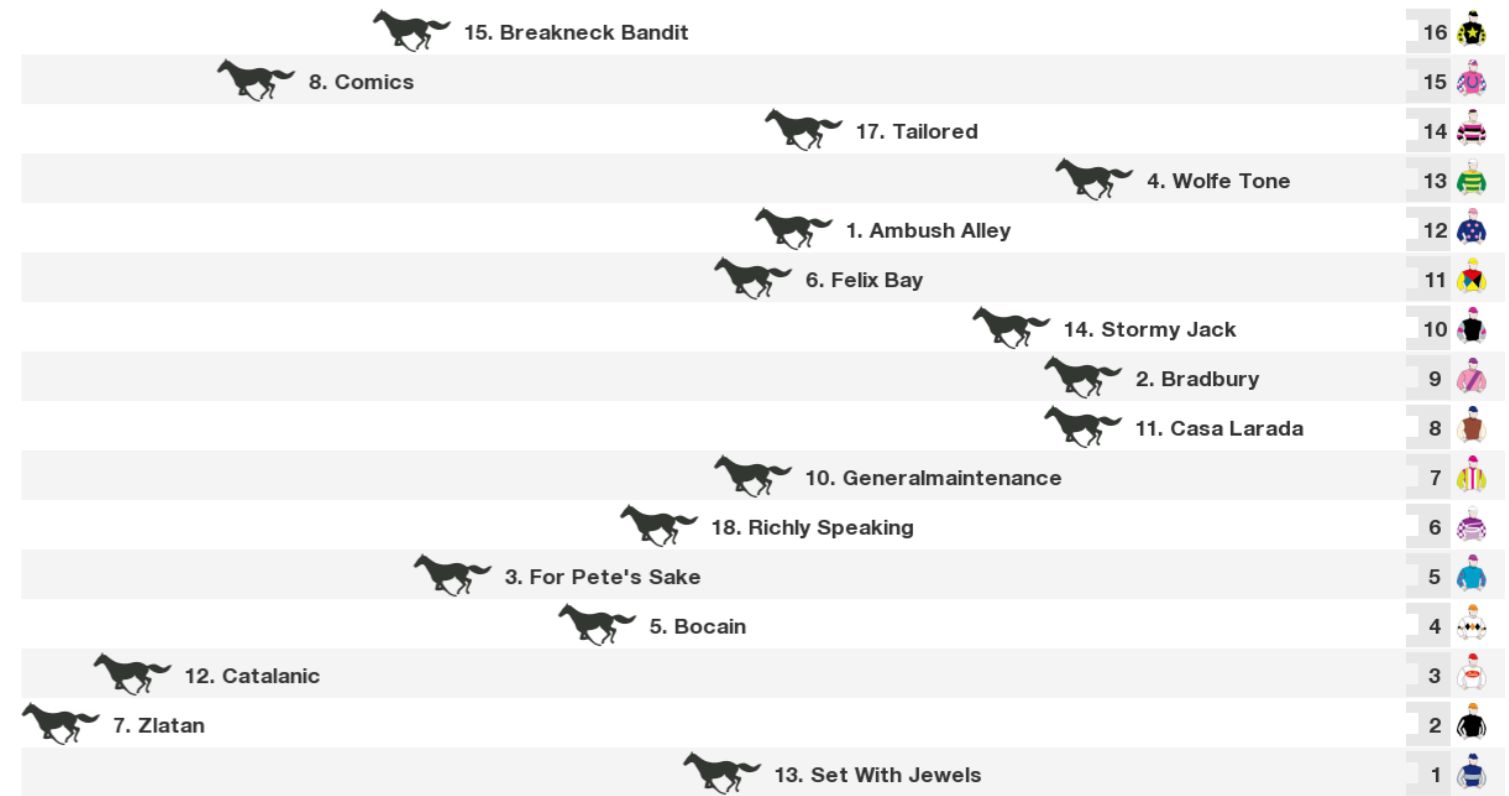 15. Breakneck Bandit 16
8. Comics 15
17. Tailored 14
4. Wolfe Tone 13
1. Ambush Alley 12
6. Felix Bay 11
14. Stormy Jack 10
2. Bradbury 9
11. Casa Larada 8
10. Generalmaintenance 7
18. Richly Speaking 6
3. For Pete's Sake 5
5. Bocain 4
12. Catalanic 3
7. Zlatan 2
13. Set With Jewels 1